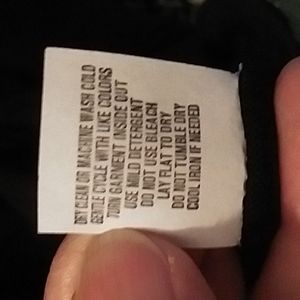 DRY CLEAN OR MACHINE WASH COLD
GENTLE CYCLE WITH LIKE COLORS
TURN GARMENT INSIDE OUT
USE MILD DETERGENT
DO NOT USE BLEACH
LAY FLAT TO DRY
DO NOT TUMBLE DRY
COOL IRON IF NEEDED